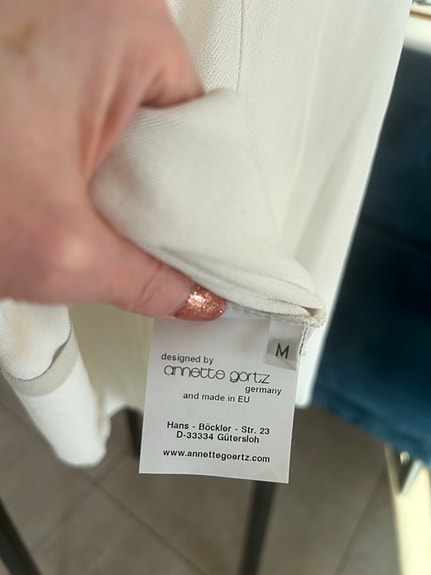 M
designed by
annette görtz
germany
and made in EU
Hans - Böckler - Str. 23
D-33334 Gütersloh
www.annettegoertz.com